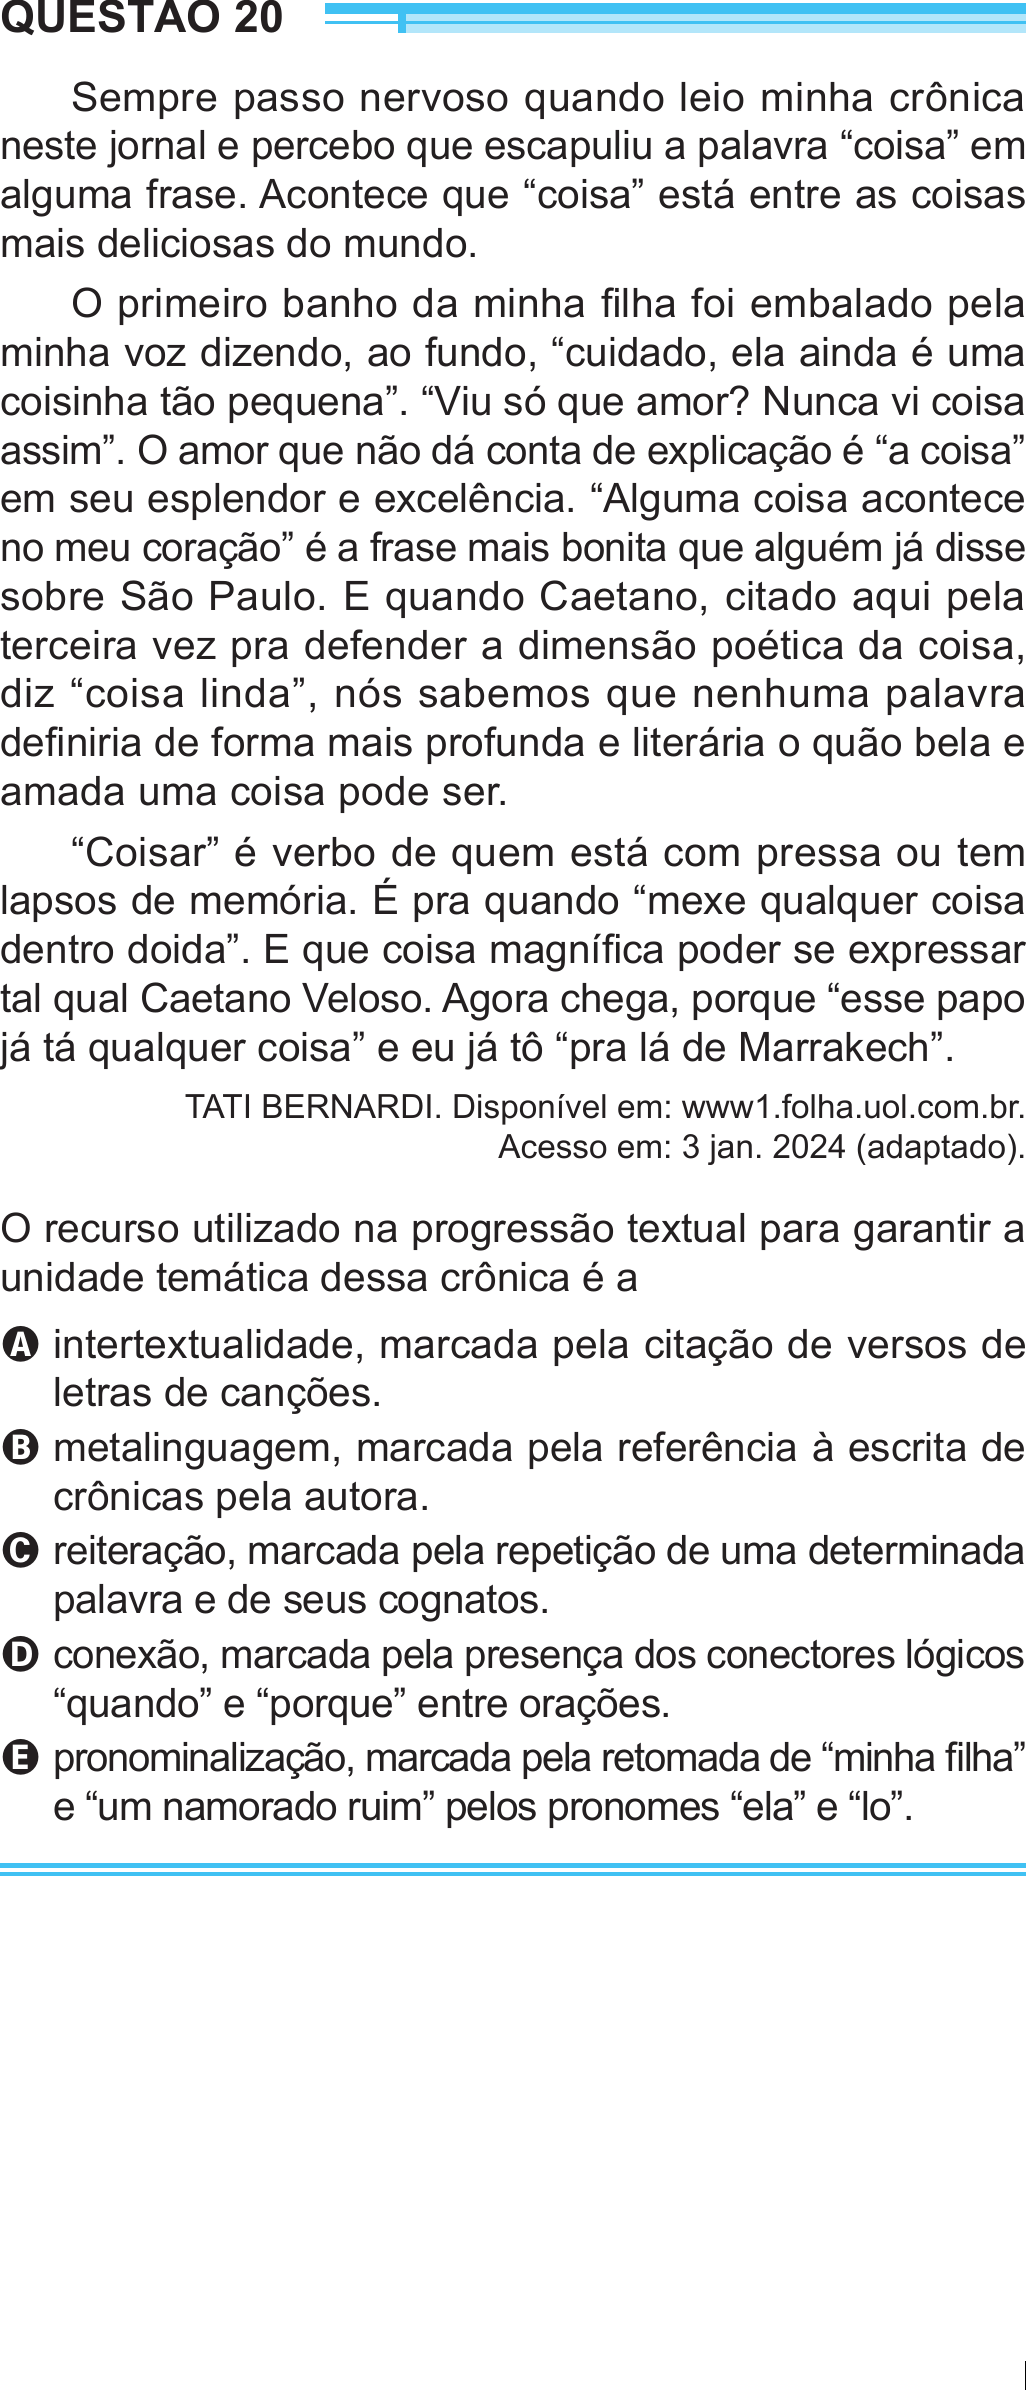 QUESTÃO 20
Sempre passo nervoso quando leio minha crônica
neste jornal e percebo que escapuliu a palavra “coisa” em
alguma frase. Acontece que “coisa” está entre as coisas
mais deliciosas do mundo.
O primeiro banho da minha filha foi embalado pela
minha voz dizendo, ao fundo, “cuidado, ela ainda é uma
coisinha tão pequena”. “Viu só que amor? Nunca vi coisa
assim”. O amor que não dá conta de explicação é “a coisa”
em seu esplendor e excelência. “Alguma coisa acontece
no meu coração” é a frase mais bonita que alguém já disse
sobre São Paulo. E quando Caetano, citado aqui pela
terceira vez pra defender a dimensão poética da coisa,
diz “coisa linda”, nós sabemos que nenhuma palavra
definiria de forma mais profunda e literária o quão bela e
amada uma coisa pode ser.
“Coisar” é verbo de quem está com pressa ou tem
lapsos de memória. É pra quando “mexe qualquer coisa
dentro doida”. E que coisa magnífica poder se expressar
tal qual Caetano Veloso. Agora chega, porque “esse papo
já tá qualquer coisa” e eu já tô “pra lá de Marrakech”.
TATI BERNARDI. Disponível em: www1.folha.uol.com.br.
Acesso em: 3 jan. 2024 (adaptado).
O recurso utilizado na progressão textual para garantir a
unidade temática dessa crônica é a
A intertextualidade, marcada pela citação de versos de
letras de canções.
B metalinguagem, marcada pela referência à escrita de
crônicas pela autora.
C reiteração, marcada pela repetição de uma determinada
palavra e de seus cognatos.
D conexão, marcada pela presença dos conectores lógicos
“quando” e “porque” entre orações.
E pronominalização, marcada pela retomada de “minha filha”
e “um namorado ruim” pelos pronomes “ela” e “lo”.